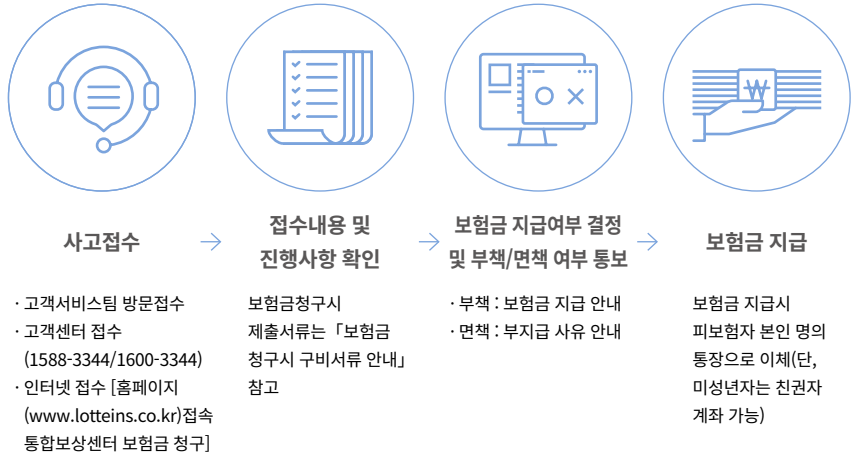 사고접수
· 고객서비스팀 방문접수
· 고객센터 접수
(1588-3344/1600-3344)
· 인터넷 접수 [홈페이지
(www.lotteins.co.kr)접속
통합보상센터 보험금 청구]
→
접수내용 및
진행사항 확인
보험금청구시
제출서류는「보험금
청구시 구비서류 안내」
참고
→
보험금 지급여부 결정
및 부책/면책 여부 통보
· 부책 : 보험금 지급 안내
· 면책 : 부지급 사유 안내
→
₩
보험금 지급
보험금 지급시
피보험자 본인 명의
통장으로 이체(단,
미성년자는 친권자
계좌 가능)